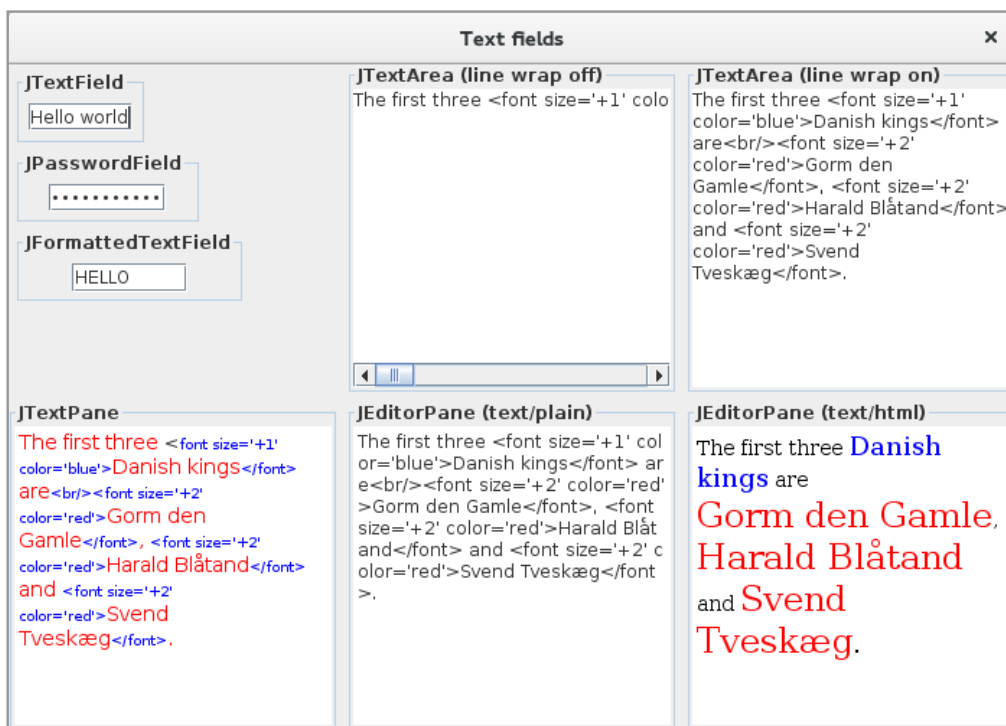 Text fields
×
JTextField
Hello world
JPasswordField
•••••••••••
JFormattedTextField
HELLO
JTextArea (line wrap off)
The first three <font size='+1' colo
JTextArea (line wrap on)
The first three <font size='+1'
color='blue'>Danish kings</font>
are<br/><font size='+2'
color='red'>Gorm den
Gamle</font>, <font size='+2'
color='red'>Harald Blåtand</font>
and <font size='+2'
color='red'>Svend
Tveskæg</font>.
JTextPane
The first three <font size='+1'
color='blue'>Danish kings</font>
are<br/><font size='+2'
color='red'>Gorm den
Gamle</font>, <font size='+2'
color='red'>Harald Blåtand</font>
and <font size='+2'
color='red'>Svend
Tveskæg</font>.
JEditorPane (text/plain)
The first three <font size='+1' col
or='blue'>Danish kings</font> ar
e<br/><font size='+2' color='red'
>Gorm den Gamle</font>, <font
size='+2' color='red'>Harald Blåt
and</font> and <font size='+2' c
olor='red'>Svend Tveskæg</font
>.
JEditorPane (text/html)
The first three Danish
kings are
Gorm den Gamle,
Harald Blåtand
and Svend
Tveskæg.